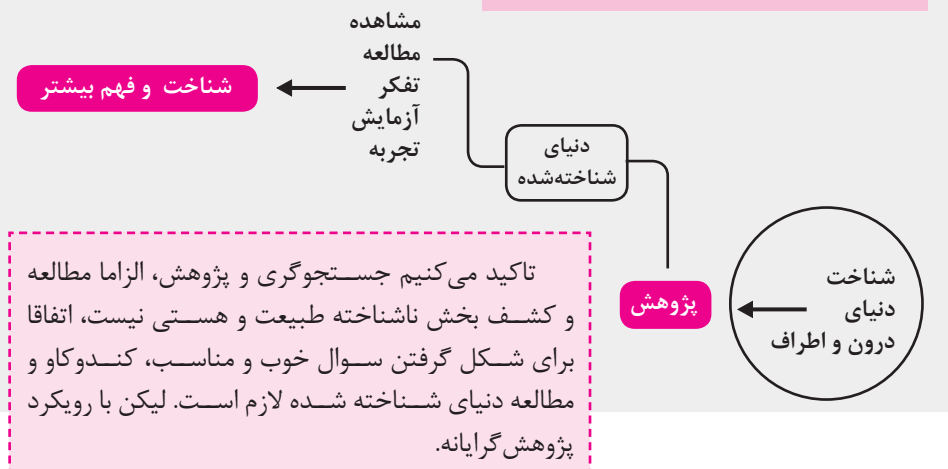 شناخت
دنیای
درون و اطراف
پژوهش
دنیای
شناخته‌شده
مشاهده
مطالعه
تفکر
آزمایش
تجربه
شناخت و فهم بیشتر
تاکید می‌کنیم جستجوگری و پژوهش، الزاما مطالعه
و کشف بخش ناشناخته طبیعت و هستی نیست، اتفاقا
برای شکل گرفتن سوال خوب و مناسب، کندوکاو و
مطالعه دنیای شناخته شده لازم است. لیکن با رویکرد
پژوهش‌گرایانه.